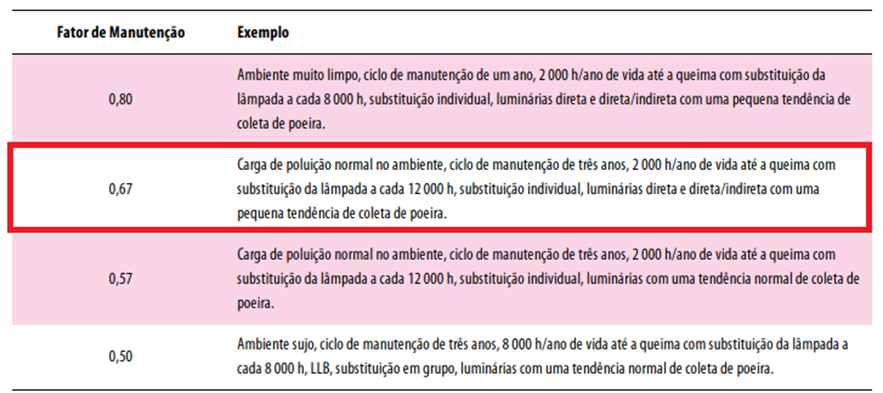 Fator de Manutenção Exemplo
Ambiente muito limpo, ciclo de manutenção de um ano, 2 000 h/ano de vida até a queima com substituição da
0,80 lâmpada a cada 8 000 h, substituição individual, luminárias direta e direta/indireta com uma pequena tendência de
coleta de poeira.
Carga de poluição normal no ambiente, ciclo de manutenção de três anos, 2 000 h/ano de vida até a queima com
0,67 substituição da lâmpada a cada 12 000 h, substituição individual, luminárias direta e direta/indireta com uma
pequena tendência de coleta de poeira.
Carga de poluição normal no ambiente, ciclo de manutenção de três anos, 2 000 h/ano de vida até a queima com
0,57 substituição da lâmpada a cada 12 000 h, substituição individual, luminárias com uma tendência normal de coleta de
poeira.
Ambiente sujo, ciclo de manutenção de três anos, 8 000 h/ano de vida até a queima com substituição da lâmpada a
0,50 cada 8 000 h, LLB, substituição em grupo, luminárias com uma tendência normal de coleta de poeira.